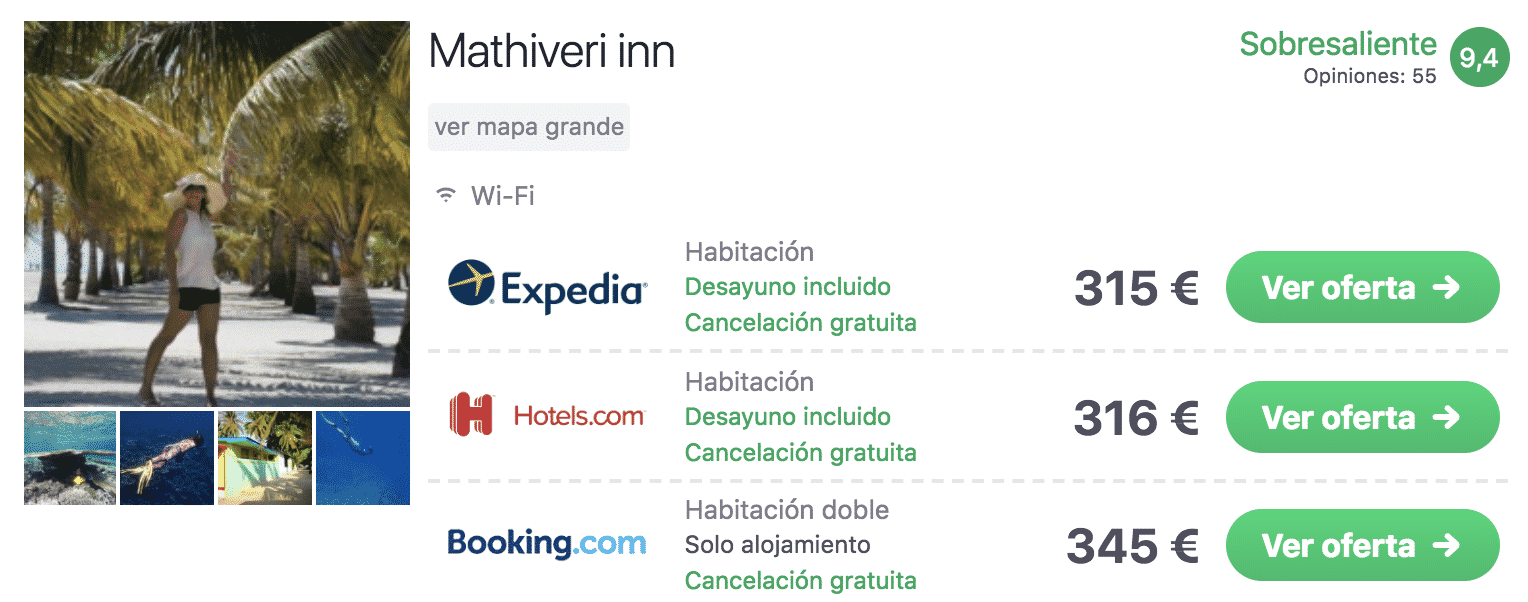 Mathiveri inn
Sobresaliente
9,4
Opiniones: 55
ver mapa grande
Wi-Fi
Expedia
Habitación
Desayuno incluido
Cancelación gratuita
315 €
Ver oferta →
Hotels.com
Habitación
Desayuno incluido
Cancelación gratuita
316 €
Ver oferta →
Booking.com
Habitación doble
Solo alojamiento
Cancelación gratuita
345 €
Ver oferta →